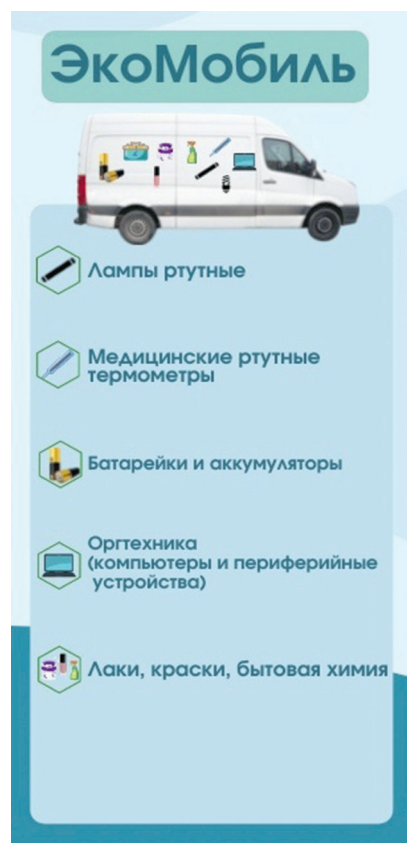 ЭкоМобиль
Лампы ртутные
Медицинские ртутные
термометры
Батарейки и аккумуляторы
Оргтехника
(компьютеры и периферийные
устройства)
Лаки, краски, бытовая химия